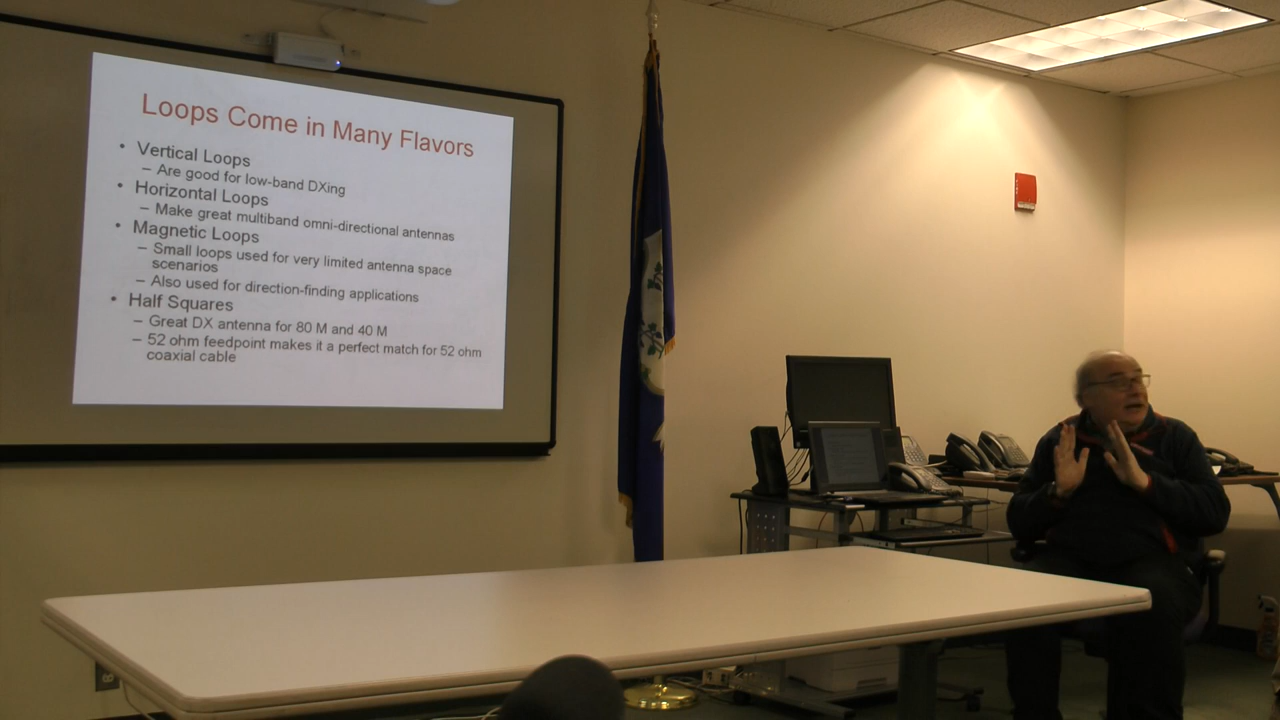 Loops Come in Many Flavors
• Vertical Loops
– Are good for low-band DXing
• Horizontal Loops
– Make great multiband omni-directional antennas
• Magnetic Loops
– Small loops used for very limited antenna space
scenarios
– Also used for direction-finding applications
• Half Squares
– Great DX antenna for 80 M and 40 M
– 52 ohm feedpoint makes it a perfect match for 52 ohm
coaxial cable